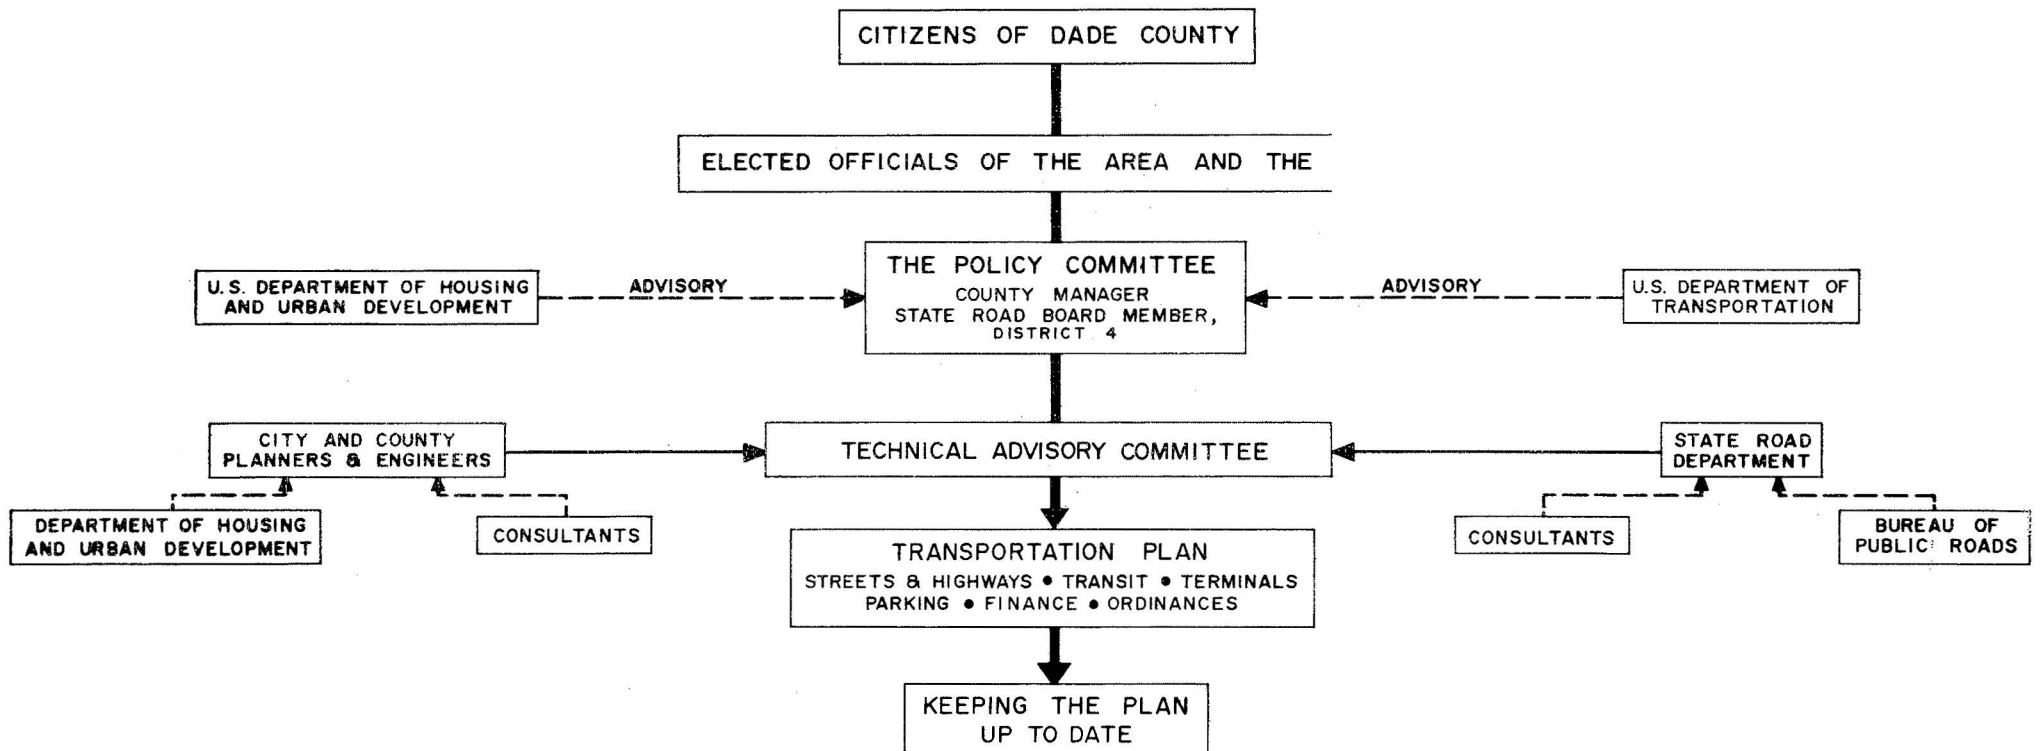 CITIZENS OF DADE COUNTY
ELECTED OFFICIALS OF THE AREA AND THE
THE POLICY COMMITTEE
COUNTY MANAGER
STATE ROAD BOARD MEMBER,
DISTRICT 4
U.S. DEPARTMENT OF HOUSING
AND URBAN DEVELOPMENT
ADVISORY
ADVISORY
U.S. DEPARTMENT OF
TRANSPORTATION
CITY AND COUNTY
PLANNERS & ENGINEERS
TECHNICAL ADVISORY COMMITTEE
STATE ROAD
DEPARTMENT
DEPARTMENT OF HOUSING
AND URBAN DEVELOPMENT
CONSULTANTS
CONSULTANTS
BUREAU OF
PUBLIC ROADS
TRANSPORTATION PLAN
STREETS & HIGHWAYS • TRANSIT • TERMINALS
PARKING • FINANCE • ORDINANCES
KEEPING THE PLAN
UP TO DATE